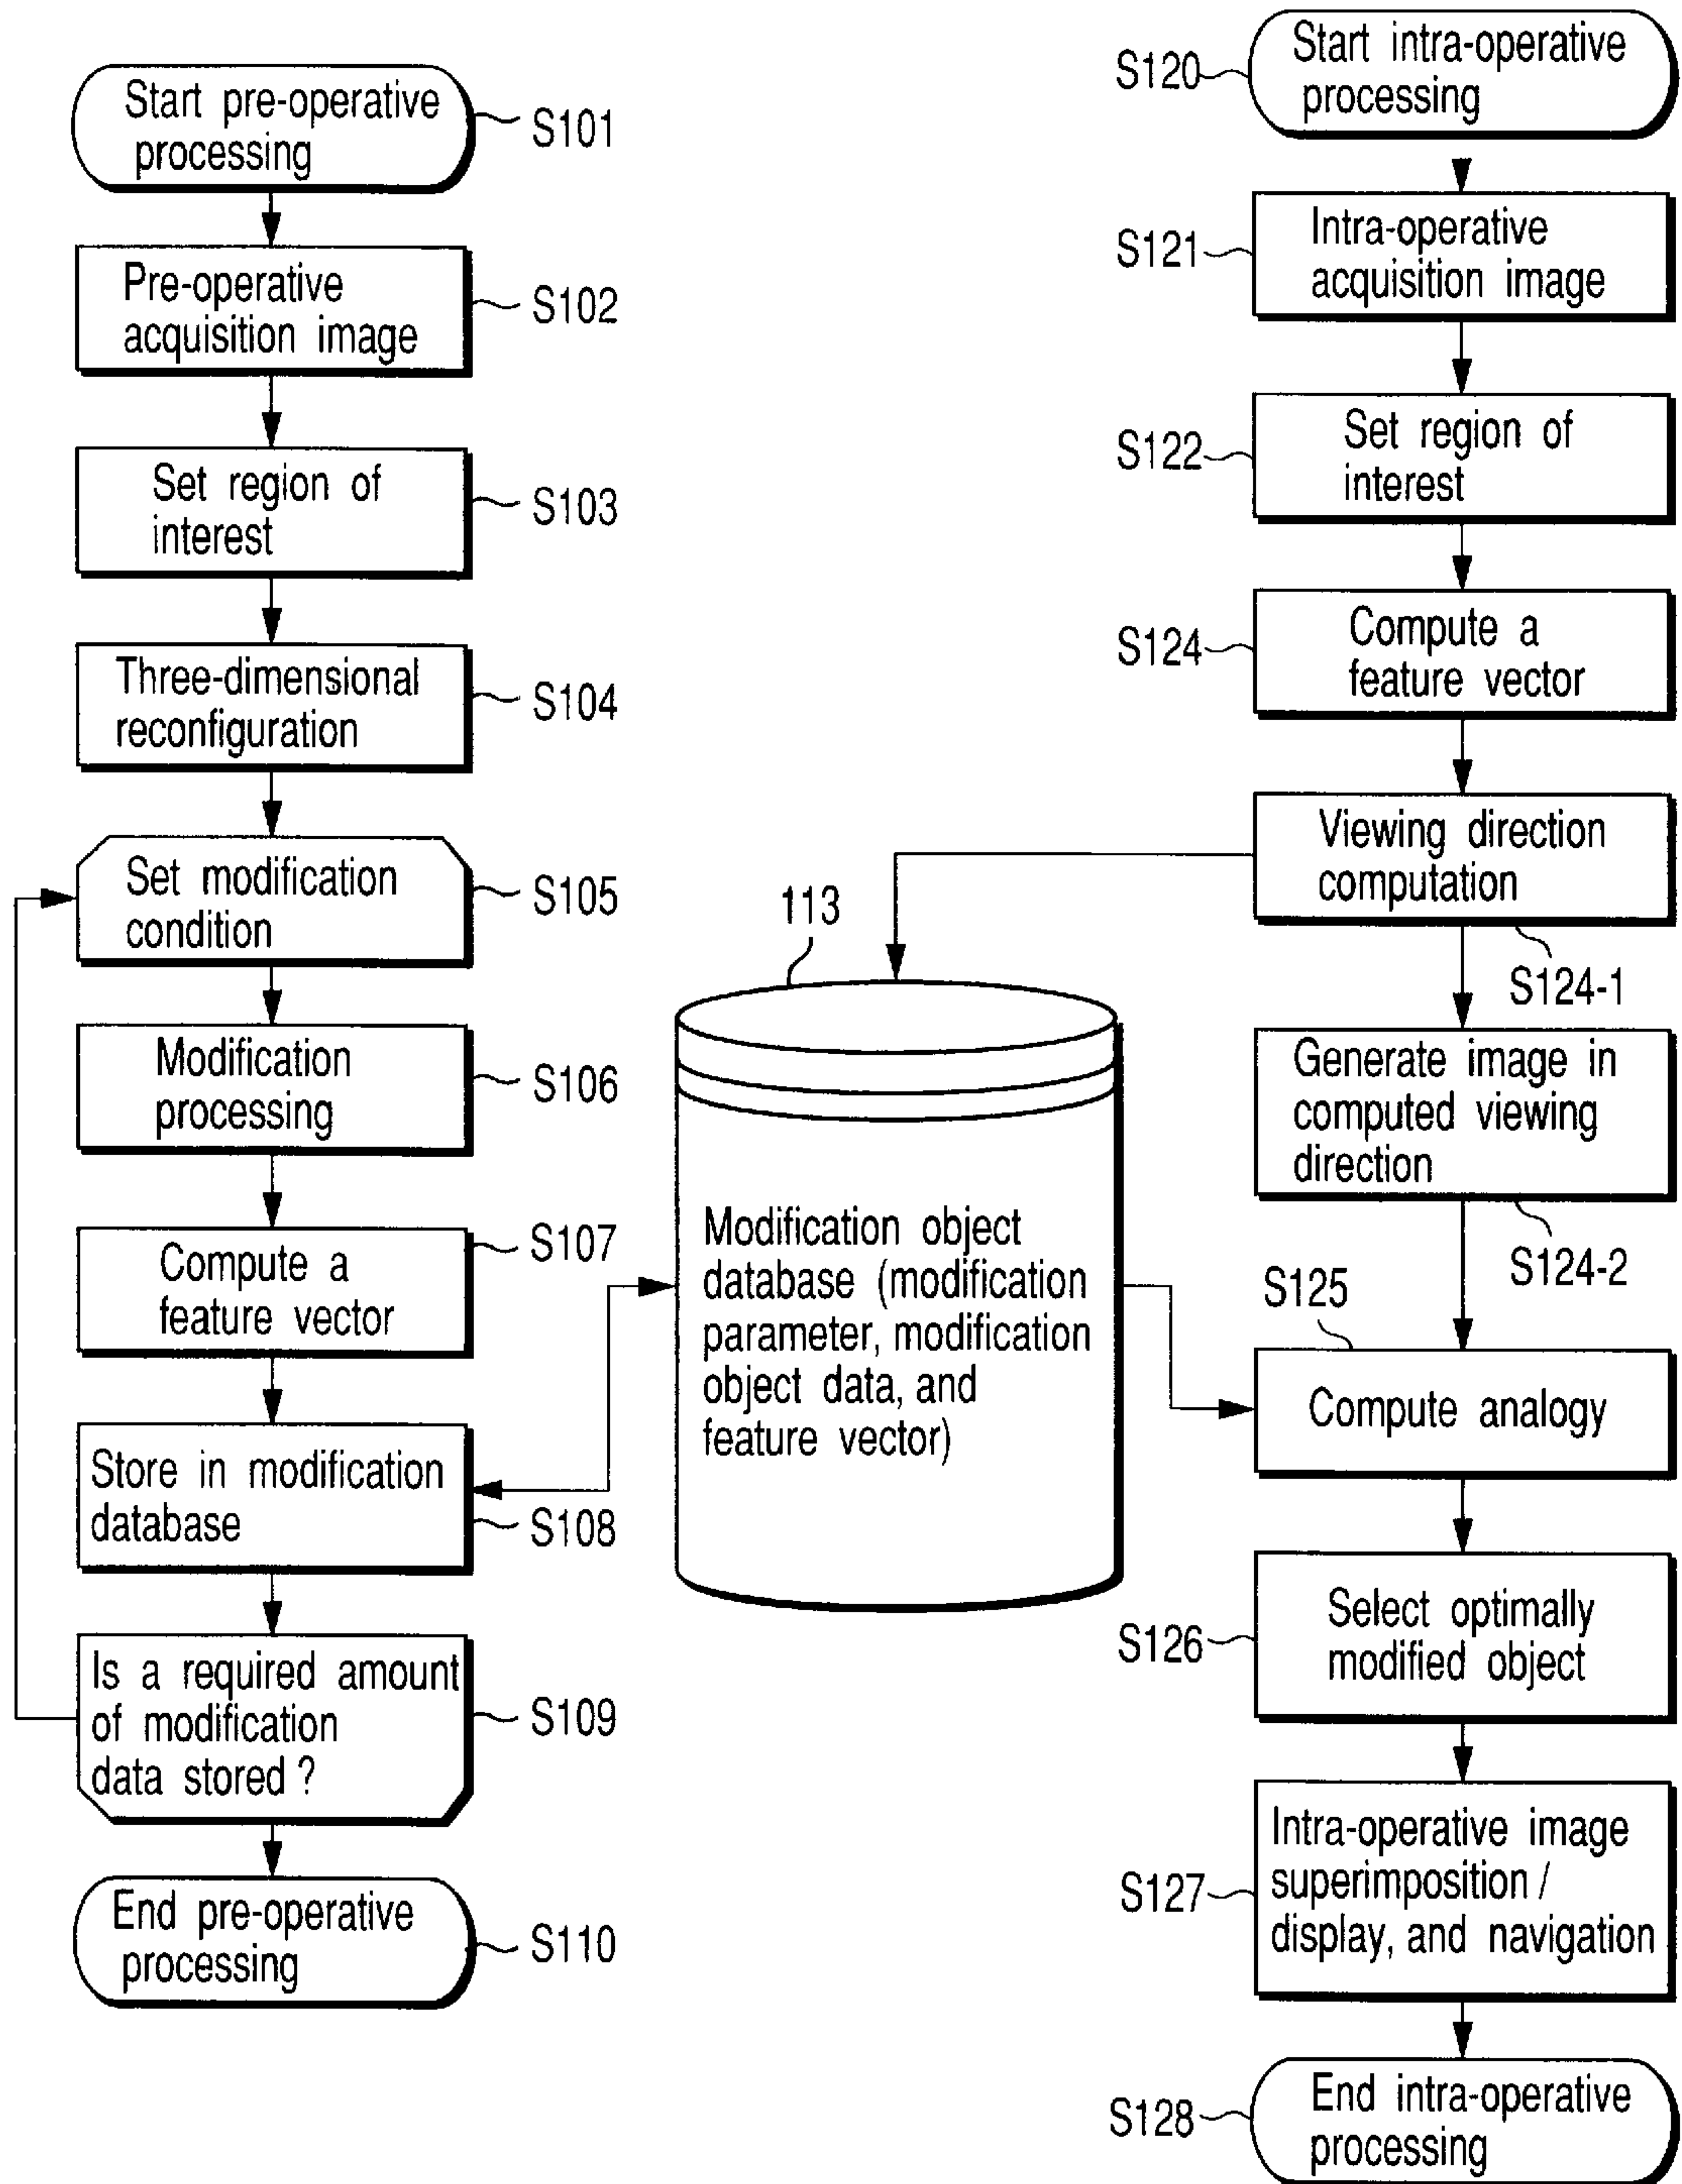 Start pre-operative
processing
S101
Pre-operative
acquisition image
S102
Set region of
interest
S103
Three-dimensional
reconfiguration
S104
Set modification
condition
S105
Modification
processing
S106
Compute a
feature vector
S107
Store in modification
database
S108
Is a required amount
of modification
data stored ?
S109
End pre-operative
processing
S110
113
Modification object
database (modification
parameter, modification
object data, and
feature vector)
S120
Start intra-operative
processing
S121
Intra-operative
acquisition image
S122
Set region of
interest
S124
Compute a
feature vector
Viewing direction
computation
S124-1
Generate image in
computed viewing
direction
S124-2
S125
Compute analogy
S126
Select optimally
modified object
S127
Intra-operative image
superimposition /
display, and navigation
S128
End intra-operative
processing